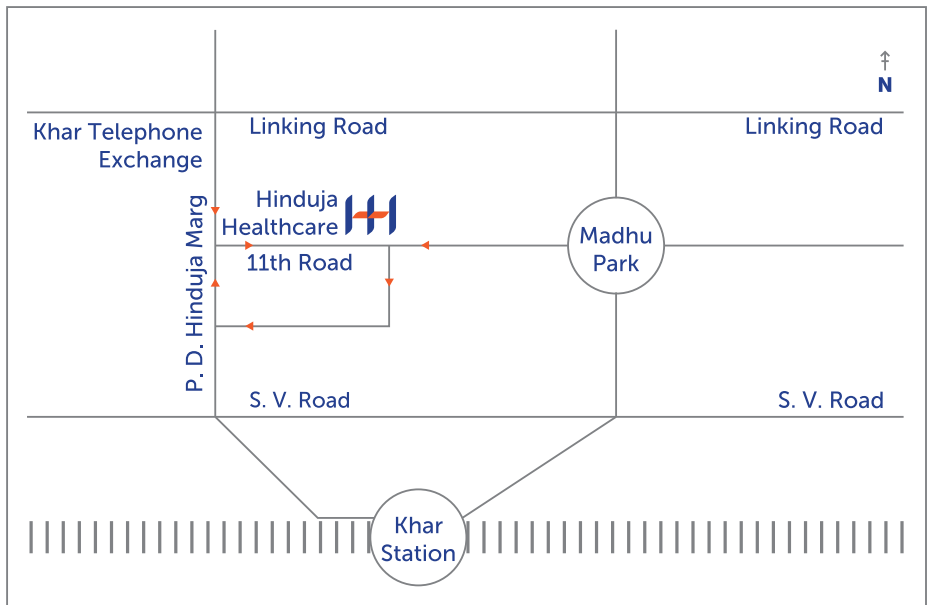 N
Linking Road
Linking Road
Khar Telephone
Exchange
Hinduja
Healthcare
P. D. Hinduja Marg
11th Road
Madhu
Park
S. V. Road
S. V. Road
Khar
Station